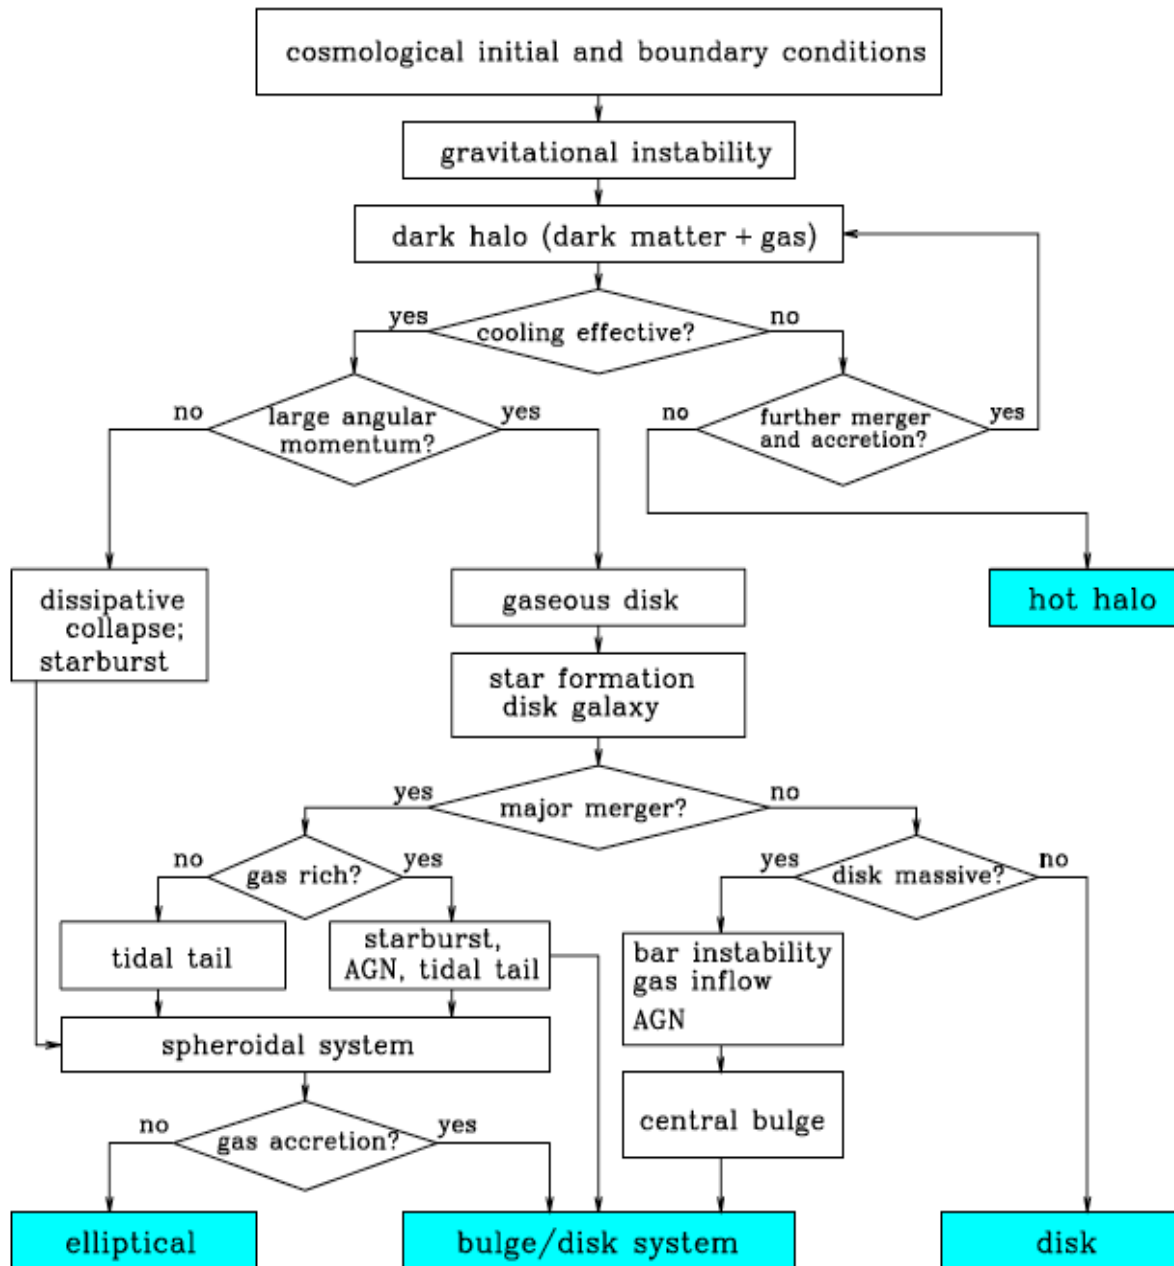 cosmological initial and boundary conditions
gravitational instability
dark halo (dark matter + gas)
yes
cooling effective?
no
no
large angular
momentum?
yes
no
further merger
and accretion?
yes
dissipative
collapse;
starburst
gaseous disk
hot halo
star formation
disk galaxy
yes
major merger?
no
no
gas rich?
yes
yes
disk massive?
no
tidal tail
starburst,
AGN, tidal tail
bar instability
gas inflow
AGN
spheroidal system
central bulge
no
gas accretion?
yes
elliptical
bulge/disk system
disk